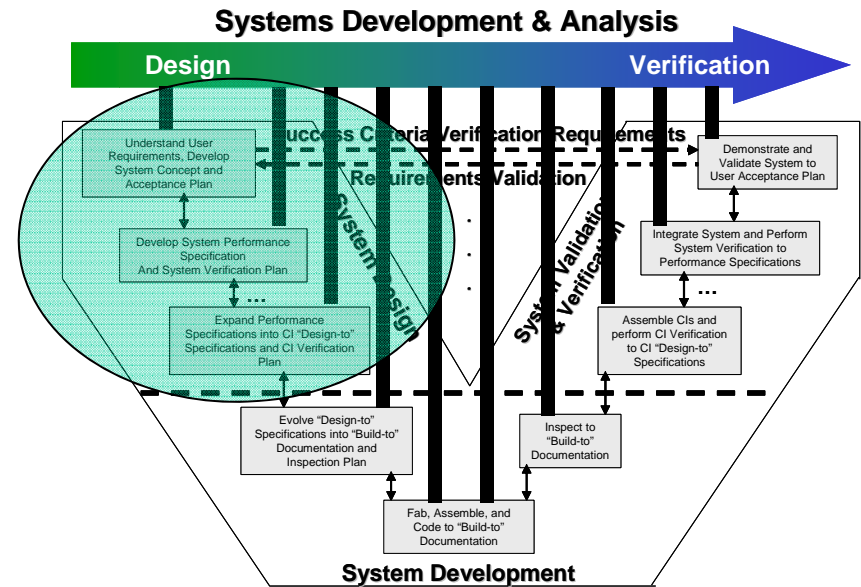 Systems Development & Analysis
Design
Verification
Success Criteria/Verification Requirements
Requirements Validation
Understand User
Requirements, Develop
System Concept and
Acceptance Plan
Demonstrate and
Validate System to
User Acceptance Plan
System Design
System Validation
& Verification
Develop System Performance
Specification
And System Verification Plan
Integrate System and Perform
System Verification to
Performance Specifications
...
...
Expand Performance
Specifications into CI “Design-to”
Specifications and CI Verification
Plan
Assemble CIs and
perform CI Verification
to CI “Design-to”
Specifications
Evolve “Design-to”
Specifications into “Build-to”
Documentation and
Inspection Plan
Inspect to
“Build-to”
Documentation
Fab, Assemble, and
Code to “Build-to”
Documentation
System Development